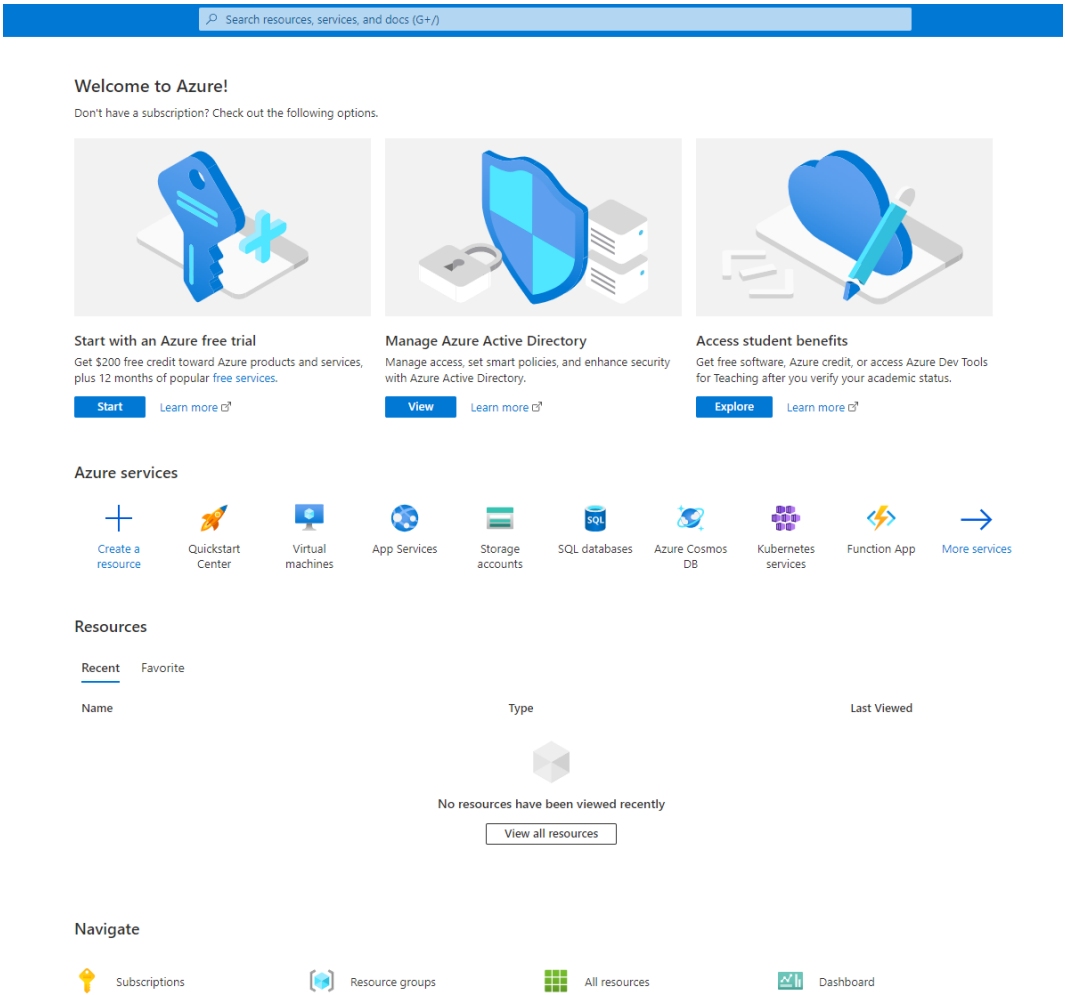 Search resources, services, and docs (G+/)
Welcome to Azure!
Don't have a subscription? Check out the following options.
Start with an Azure free trial
Get $200 free credit toward Azure products and services,
plus 12 months of popular free services.
Start Learn more
Manage Azure Active Directory
Manage access, set smart policies, and enhance security
with Azure Active Directory.
View Learn more
Access student benefits
Get free software, Azure credit, or access Azure Dev Tools
for Teaching after you verify your academic status.
Explore Learn more
Azure services
Create a
resource
Quickstart
Center
Virtual
machines
App Services
Storage
accounts
SQL
SQL databases
Azure Cosmos
DB
Kubernetes
services
Function App
More services
Resources
Recent Favorite
Name Type Last Viewed
No resources have been viewed recently
View all resources
Navigate
Subscriptions Resource groups All resources Dashboard